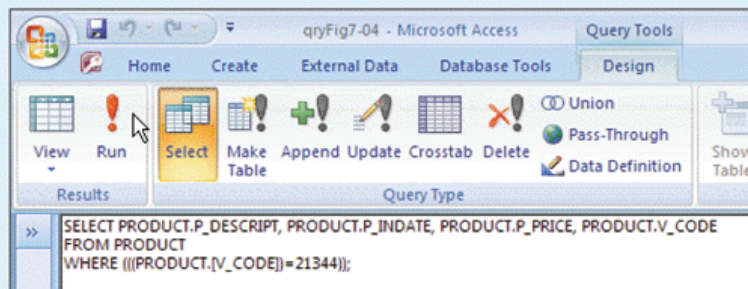 qryFig7-04 - Microsoft Access
Query Tools
Home Create External Data Database Tools Design
View Run Select Make Table Append Update Crosstab Delete
Union
Pass-Through
Data Definition
Show Table
Results
Query Type
SELECT PRODUCT.P_DESCRIPT, PRODUCT.P_INDATE, PRODUCT.P_PRICE, PRODUCT.V_CODE
FROM PRODUCT
WHERE (((PRODUCT.[V_CODE])=21344));